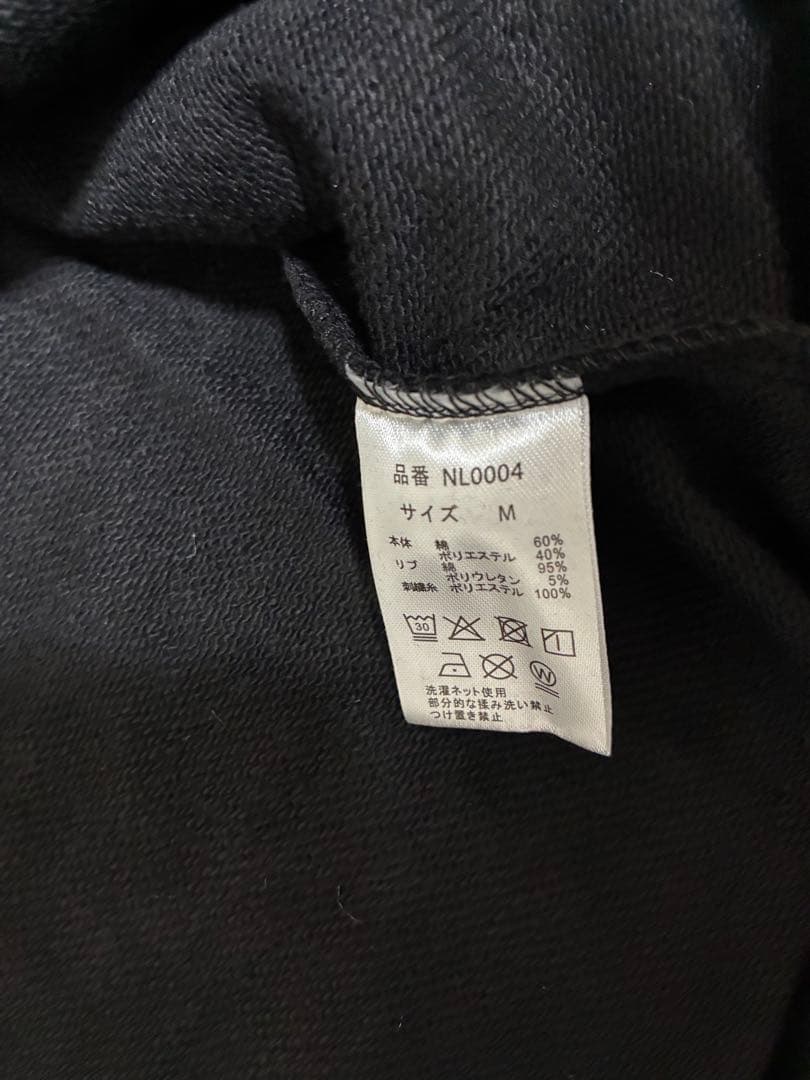 品番 NL0004
サイズ M
本体 綿 60%
ポリエステル 40%
リブ 綿 95%
ポリウレタン 5%
刺繍糸 ポリエステル 100%
30
W
洗濯ネット使用
部分的な揉み洗い禁止
つけ置き禁止